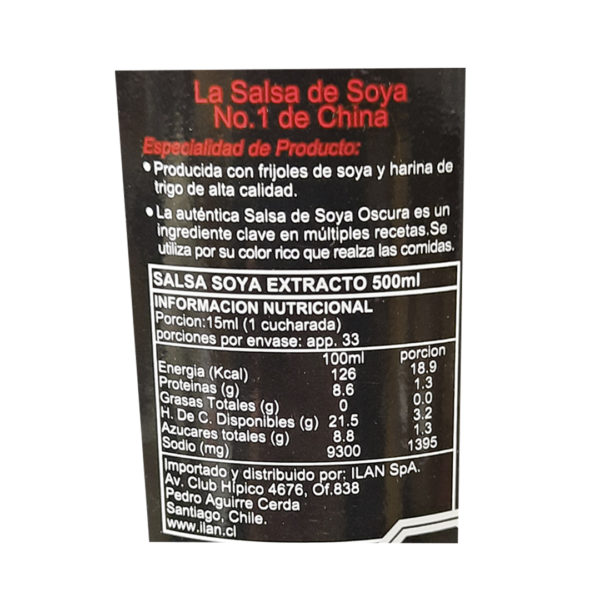 La Salsa de Soya
No.1 de China
Especialidad de Producto:
• Producida con frijoles de soya y harina de
trigo de alta calidad.
• La auténtica Salsa de Soya Oscura es un
ingrediente clave en múltiples recetas.Se
utiliza por su color rico que realza las comidas.
SALSA SOYA EXTRACTO 500ml
INFORMACION NUTRICIONAL
Porcion:15ml (1 cucharada)
porciones por envase: app. 33
100ml porcion
Energia (Kcal) 126 18.9
Proteinas (g) 8.6 1.3
Grasas Totales (g) 0 0.0
H. De C. Disponibles (g) 21.5 3.2
Azucares totales (g) 8.8 1.3
Sodio (mg) 9300 1395
Importado y distribuido por: ILAN SpA.
Av. Club Hípico 4676, Of.838
Pedro Aguirre Cerda
Santiago, Chile.
www.ilan.cl